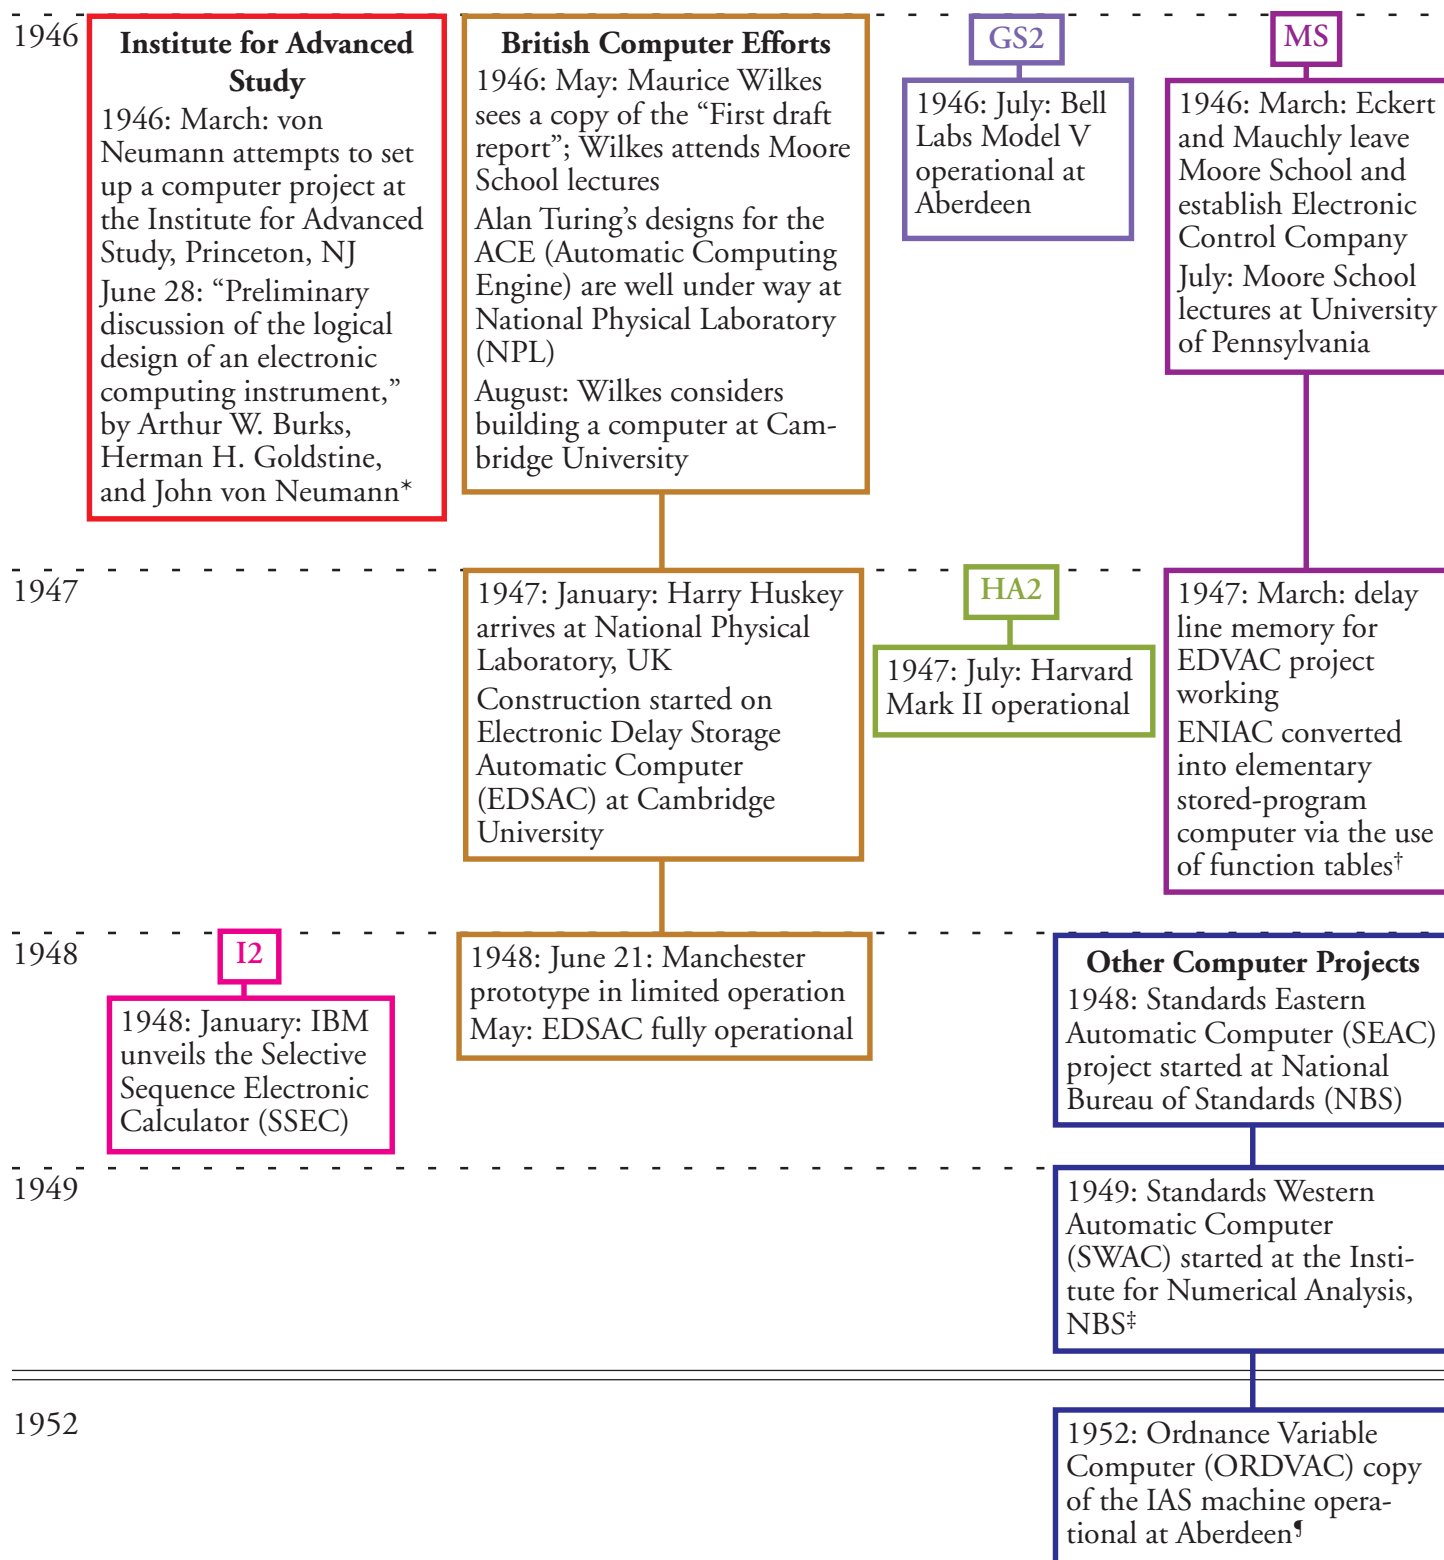 1946
Institute for Advanced
Study
1946: March: von
Neumann attempts to set
up a computer project at
the Institute for Advanced
Study, Princeton, NJ
June 28: “Preliminary
discussion of the logical
design of an electronic
computing instrument,”
by Arthur W. Burks,
Herman H. Goldstine,
and John von Neumann*
British Computer Efforts
1946: May: Maurice Wilkes
sees a copy of the “First draft
report”; Wilkes attends Moore
School lectures
Alan Turing’s designs for the
ACE (Automatic Computing
Engine) are well under way at
National Physical Laboratory
(NPL)
August: Wilkes considers
building a computer at Cam-
bridge University
GS2
1946: July: Bell
Labs Model V
operational at
Aberdeen
MS
1946: March: Eckert
and Mauchly leave
Moore School and
establish Electronic
Control Company
July: Moore School
lectures at University
of Pennsylvania
1947
1947: January: Harry Huskey
arrives at National Physical
Laboratory, UK
Construction started on
Electronic Delay Storage
Automatic Computer
(EDSAC) at Cambridge
University
HA2
1947: July: Harvard
Mark II operational
1947: March: delay
line memory for
EDVAC project
working
ENIAC converted
into elementary
stored-program
computer via the use
of function tables†
1948
I2
1948: January: IBM
unveils the Selective
Sequence Electronic
Calculator (SSEC)
1948: June 21: Manchester
prototype in limited operation
May: EDSAC fully operational
Other Computer Projects
1948: Standards Eastern
Automatic Computer (SEAC)
project started at National
Bureau of Standards (NBS)
1949
1949: Standards Western
Automatic Computer
(SWAC) started at the Insti-
tute for Numerical Analysis,
NBS‡
1952
1952: Ordnance Variable
Computer (ORDVAC) copy
of the IAS machine opera-
tional at Aberdeen¶